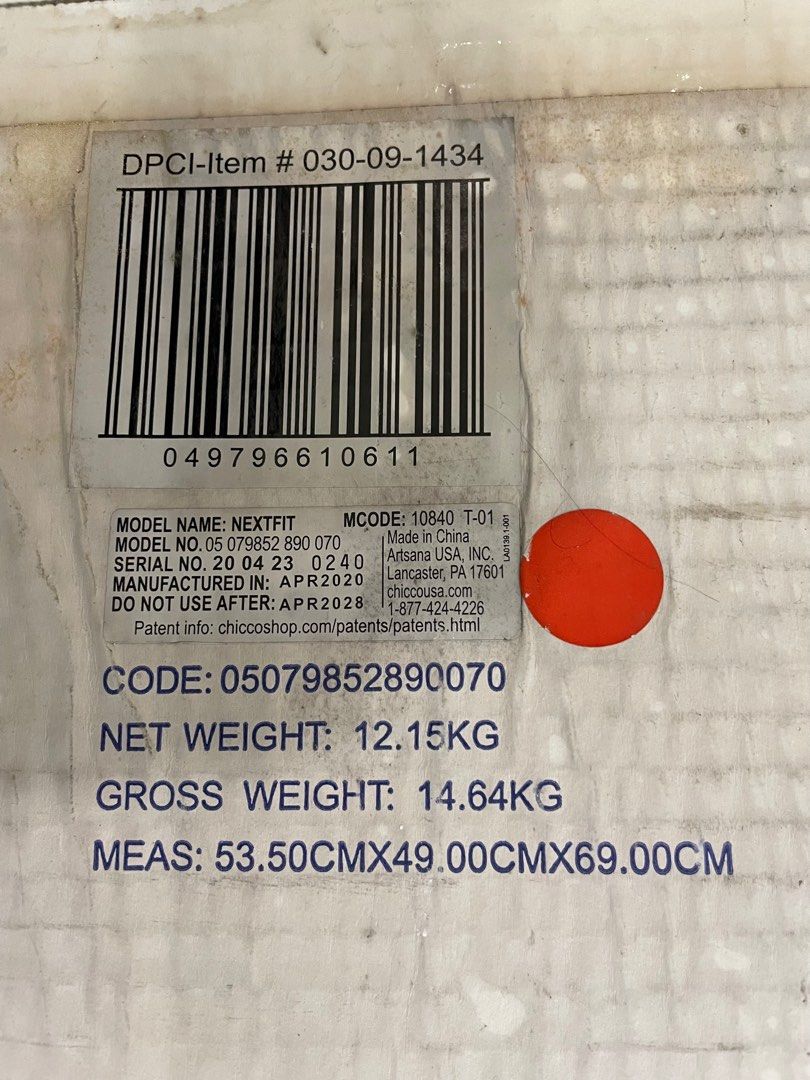 DPCI-Item # 030-09-1434
049796610611
MODEL NAME: NEXTFIT MCODE: 10840 T-01
MODEL NO. 05 079852 890 070
SERIAL NO. 20 04 23 0240
MANUFACTURED IN: APR2020
DO NOT USE AFTER: APR2028
Made in China
Artsana USA, INC.
Lancaster, PA 17601
chiccousa.com
1-877-424-4226
LA0139.1-001
Patent info: chiccoshop.com/patents/patents.html
CODE: 05079852890070
NET WEIGHT: 12.15KG
GROSS WEIGHT: 14.64KG
MEAS: 53.50CMX49.00CMX69.00CM